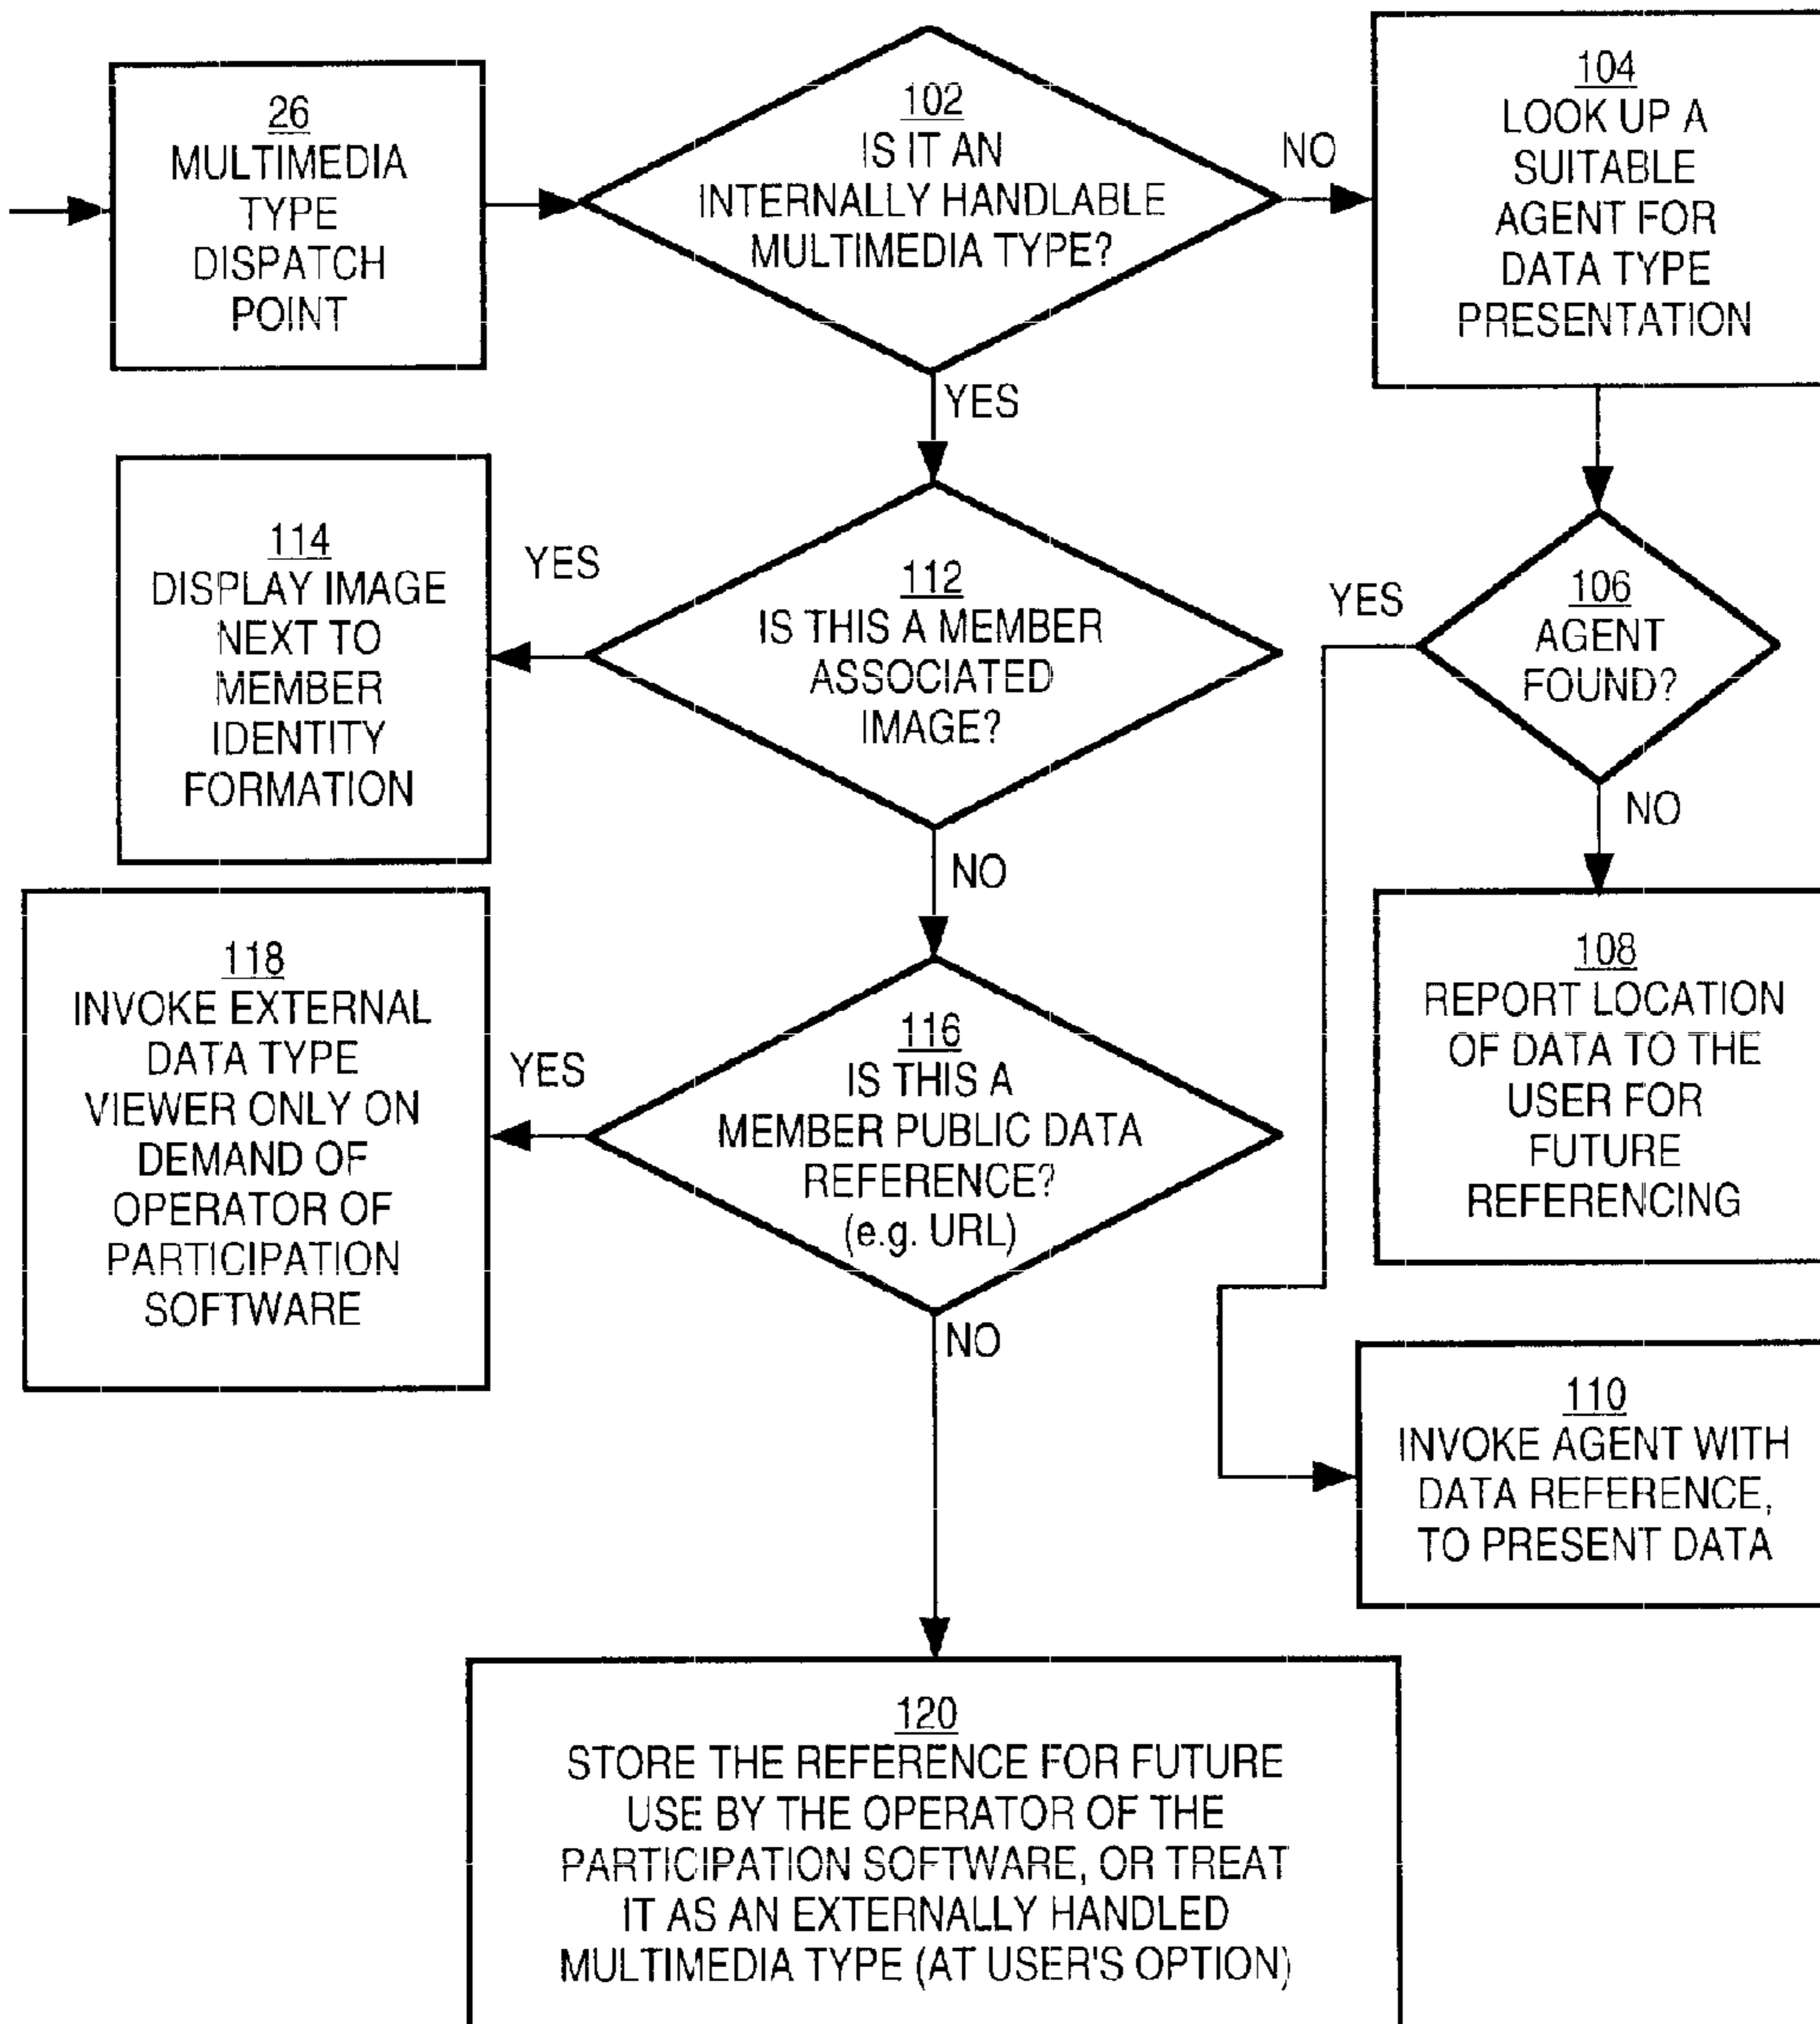 26
MULTIMEDIA
TYPE
DISPATCH
POINT
102
IS IT AN
INTERNALLY HANDLABLE
MULTIMEDIA TYPE?
NO
104
LOOK UP A
SUITABLE
AGENT FOR
DATA TYPE
PRESENTATION
YES
114
DISPLAY IMAGE
NEXT TO
MEMBER
IDENTITY
FORMATION
YES
112
IS THIS A MEMBER
ASSOCIATED
IMAGE?
YES
106
AGENT
FOUND?
NO
NO
118
INVOKE EXTERNAL
DATA TYPE
VIEWER ONLY ON
DEMAND OF
OPERATOR OF
PARTICIPATION
SOFTWARE
YES
116
IS THIS A
MEMBER PUBLIC DATA
REFERENCE?
(e.g. URL)
108
REPORT LOCATION
OF DATA TO THE
USER FOR
FUTURE
REFERENCING
NO
110
INVOKE AGENT WITH
DATA REFERENCE,
TO PRESENT DATA
120
STORE THE REFERENCE FOR FUTURE
USE BY THE OPERATOR OF THE
PARTICIPATION SOFTWARE, OR TREAT
IT AS AN EXTERNALLY HANDLED
MULTIMEDIA TYPE (AT USER'S OPTION)